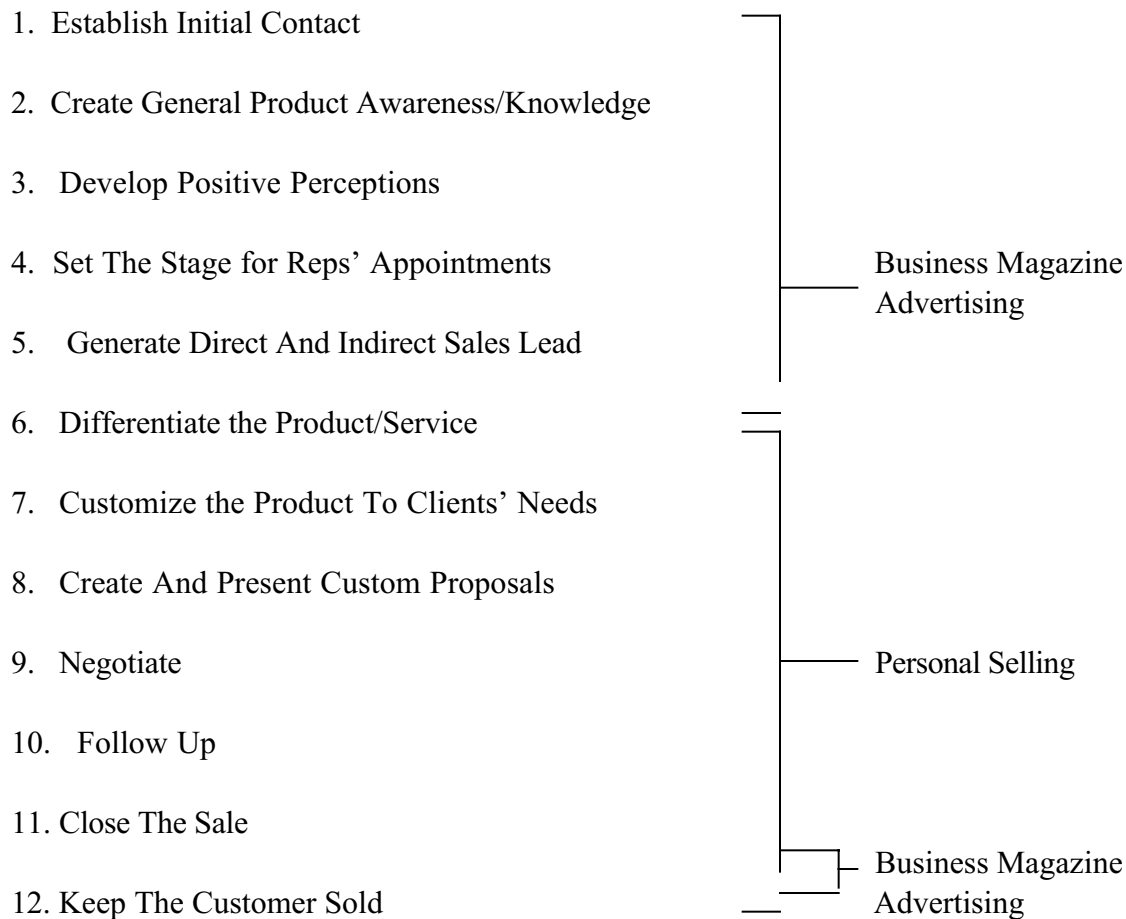 1. Establish Initial Contact
2. Create General Product Awareness/Knowledge
3. Develop Positive Perceptions
4. Set The Stage for Reps’ Appointments
Business Magazine
Advertising
5. Generate Direct And Indirect Sales Lead
6. Differentiate the Product/Service
7. Customize the Product To Clients’ Needs
8. Create And Present Custom Proposals
9. Negotiate
Personal Selling
10. Follow Up
11. Close The Sale
Business Magazine
Advertising
12. Keep The Customer Sold